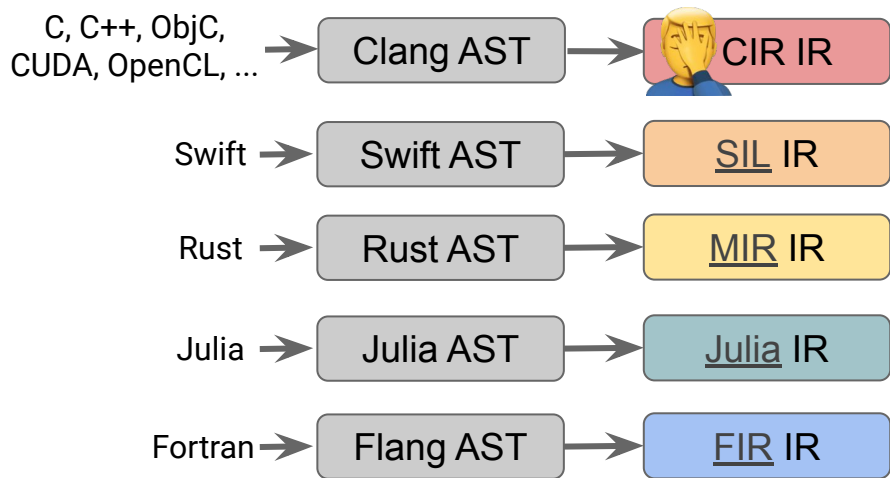 C, C++, ObjC,
CUDA, OpenCL, ...
Clang AST
CIR IR
Swift
Swift AST
SIL IR
Rust
Rust AST
MIR IR
Julia
Julia AST
Julia IR
Fortran
Flang AST
FIR IR